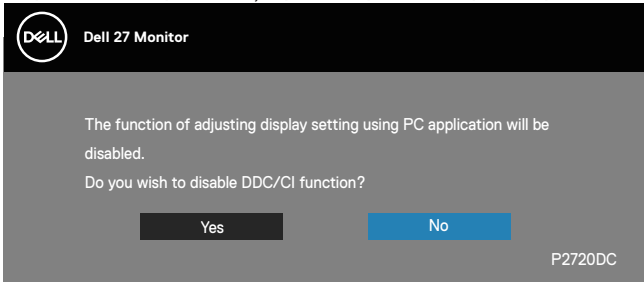 DELL Dell 27 Monitor
The function of adjusting display setting using PC application will be
disabled.
Do you wish to disable DDC/CI function?
Yes No
P2720DC